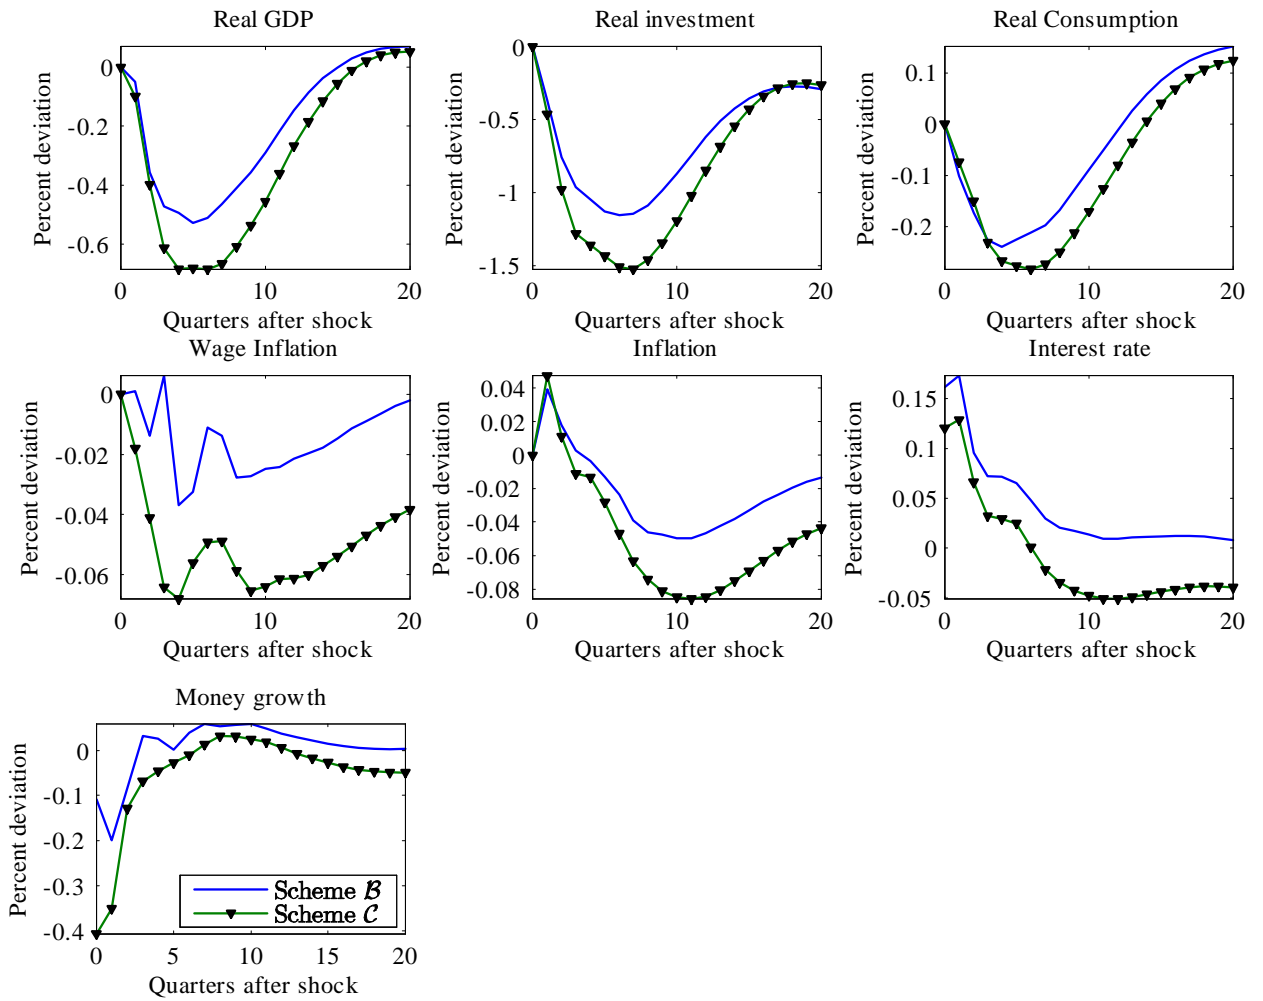 Real GDP
Percent deviation
0
-0.2
-0.4
-0.6
0 10 20
Quarters after shock
Real investment
Percent deviation
0
-0.5
-1
-1.5
0 10 20
Quarters after shock
Real Consumption
Percent deviation
0.1
0
-0.1
-0.2
0 10 20
Quarters after shock
Wage Inflation
Percent deviation
0
-0.02
-0.04
-0.06
0 10 20
Quarters after shock
Inflation
Percent deviation
0.04
0.02
0
-0.02
-0.04
-0.06
-0.08
0 10 20
Quarters after shock
Interest rate
Percent deviation
0.15
0.1
0.05
0
-0.05
0 10 20
Quarters after shock
Money growth
Percent deviation
0
-0.1
-0.2
-0.3
-0.4
0 5 10 15 20
Quarters after shock
Scheme ℬ
Scheme 𝒞